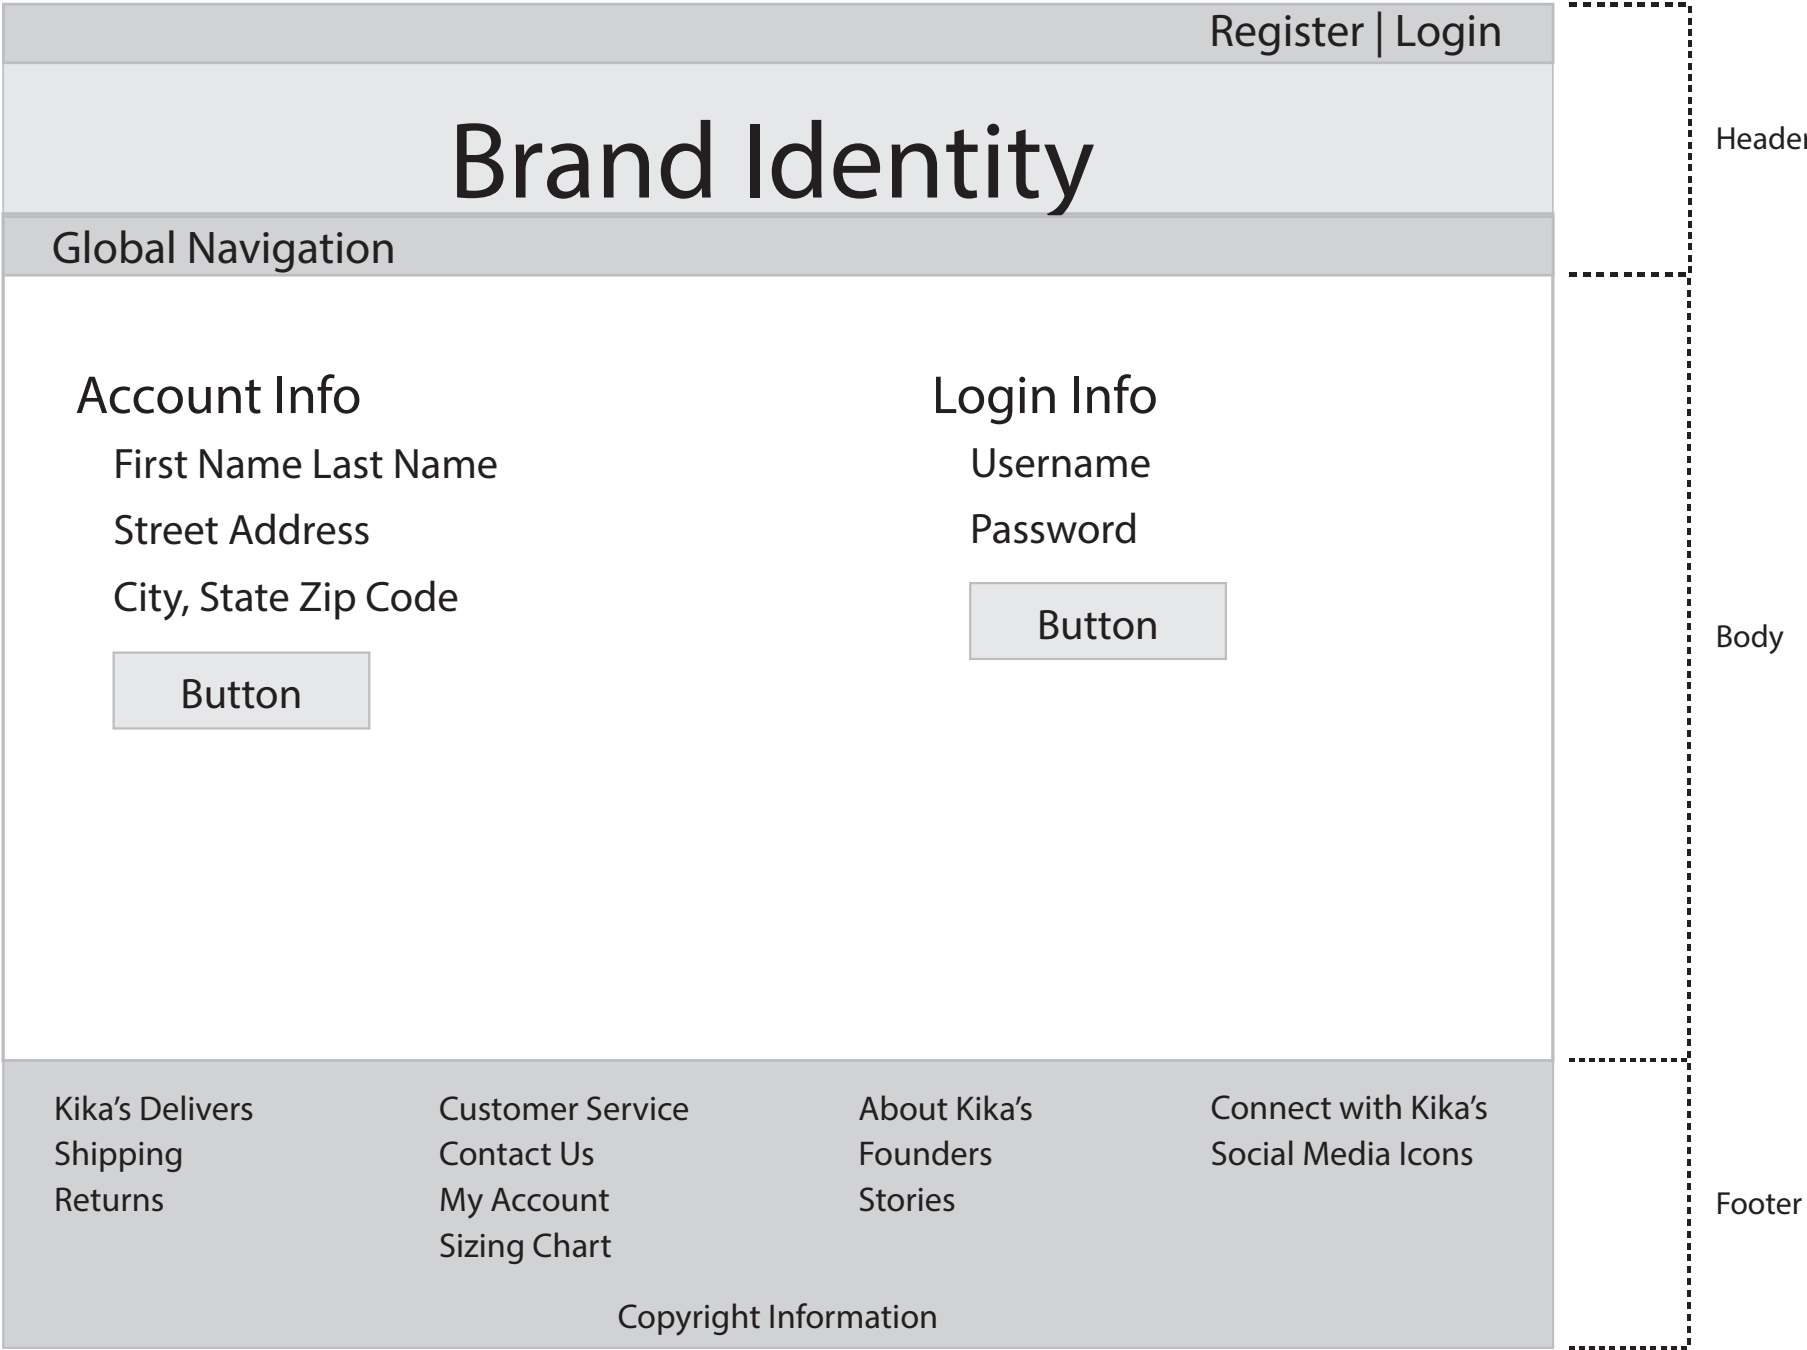 Register | Login
Brand Identity
Header
Global Navigation
Account Info
First Name Last Name
Street Address
City, State Zip Code
Button
Login Info
Username
Password
Button
Body
Kika’s Delivers
Shipping
Returns
Customer Service
Contact Us
My Account
Sizing Chart
About Kika’s
Founders
Stories
Connect with Kika’s
Social Media Icons
Footer
Copyright Information